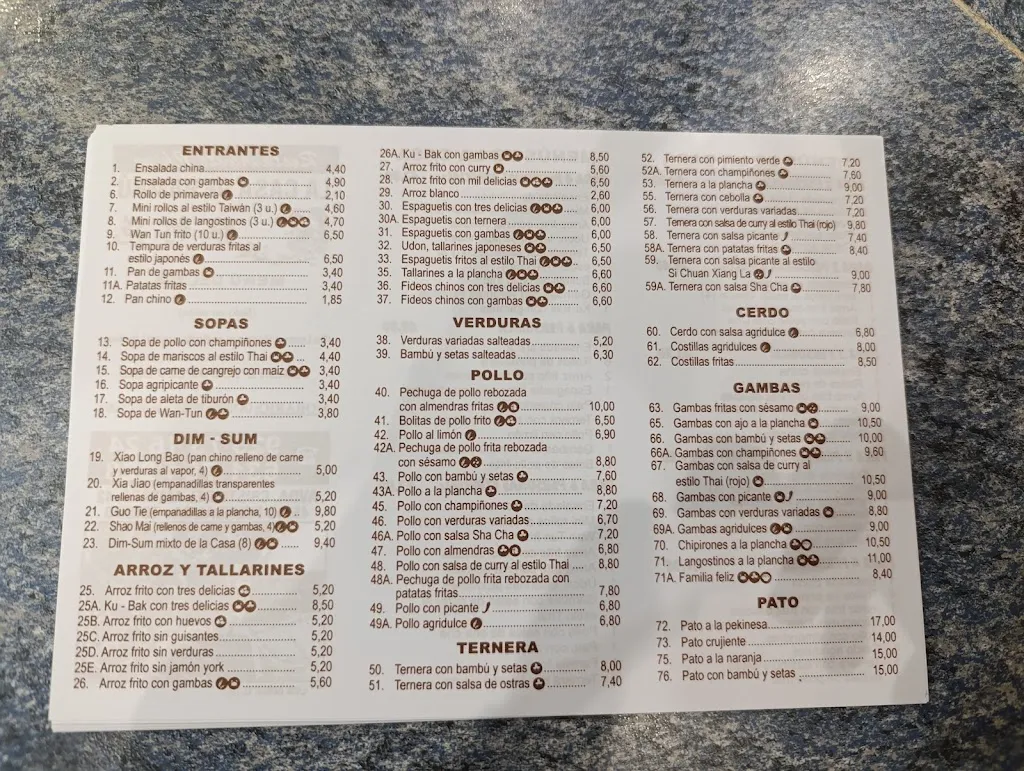 ENTRANTES
1. Ensalada china 4,40
2. Ensalada con gambas 4,90
6. Rollo de primavera 2,10
7. Mini rollos al estilo Taiwán (3 u.) 4,60
8. Mini rollos de langostinos (3 u.) 4,70
9. Wan Tun frito (10 u.) 6,50
10. Tempura de verduras fritas al
estilo japonés 6,50
11. Pan de gambas 3,40
11A. Patatas fritas 3,40
12. Pan chino 1,85
SOPAS
13. Sopa de pollo con champiñones 3,40
14. Sopa de mariscos al estilo Thai 4,40
15. Sopa de carne de cangrejo con maíz 3,40
16. Sopa agripicante 3,40
17. Sopa de aleta de tiburón 3,40
18. Sopa de Wan-Tun 3,80
DIM - SUM
19. Xiao Long Bao (pan chino relleno de carne
y verduras al vapor, 4) 5,00
20. Xia Jiao (empanadillas transparentes
rellenas de gambas, 4) 5,20
21. Guo Tie (empanadillas a la plancha, 10) 9,80
22. Shao Mai (rellenos de carne y gambas, 4) 5,20
23. Dim-Sum mixto de la Casa (8) 9,40
ARROZ Y TALLARINES
25. Arroz frito con tres delicias 5,20
25A. Ku - Bak con tres delicias 8,50
25B. Arroz frito con huevos 5,20
25C. Arroz frito sin guisantes 5,20
25D. Arroz frito sin verduras 5,20
25E. Arroz frito sin jamón york 5,20
26. Arroz frito con gambas 5,60
26A. Ku - Bak con gambas 8,50
27. Arroz frito con curry 5,60
28. Arroz frito con mil delicias 6,50
29. Arroz blanco 2,60
30. Espaguetis con tres delicias 6,00
30A. Espaguetis con ternera 6,00
31. Espaguetis con gambas 6,00
32. Udon, tallarines japoneses 6,50
33. Espaguetis fritos al estilo Thai 6,50
35. Tallarines a la plancha 6,60
36. Fideos chinos con tres delicias 6,60
37. Fideos chinos con gambas 6,60
VERDURAS
38. Verduras variadas salteadas 5,20
39. Bambú y setas salteadas 6,30
POLLO
40. Pechuga de pollo rebozada
con almendras fritas 10,00
41. Bolitas de pollo frito 6,50
42. Pollo al limón 6,90
42A. Pechuga de pollo frita rebozada
con sésamo 8,80
43. Pollo con bambú y setas 7,60
43A. Pollo a la plancha 8,80
45. Pollo con champiñones 7,20
46. Pollo con verduras variadas 6,70
46A. Pollo con salsa Sha Cha 7,20
47. Pollo con almendras 6,80
48. Pollo con salsa de curry al estilo Thai 8,80
48A. Pechuga de pollo frita rebozada con
patatas fritas 7,80
49. Pollo con picante 6,80
49A. Pollo agridulce 6,80
TERNERA
50. Ternera con bambú y setas 8,00
51. Ternera con salsa de ostras 7,40
52. Ternera con pimiento verde 7,20
52A. Ternera con champiñones 7,60
53. Ternera a la plancha 9,00
55. Ternera con cebolla 7,20
56. Ternera con verduras variadas 7,20
57. Ternera con salsa de curry al estilo Thai (rojo) 9,80
58. Ternera con salsa picante 7,40
58A. Ternera con patatas fritas 8,40
59. Ternera con salsa picante al estilo
Si Chuan Xiang La 9,00
59A. Ternera con salsa Sha Cha 7,80
CERDO
60. Cerdo con salsa agridulce 6,80
61. Costillas agridulces 8,00
62. Costillas fritas 8,50
GAMBAS
63. Gambas fritas con sésamo 9,00
65. Gambas con ajo a la plancha 10,50
66. Gambas con bambú y setas 10,00
66A. Gambas con champiñones 9,60
67. Gambas con salsa de curry al
estilo Thai (rojo) 10,50
68. Gambas con picante 9,00
69. Gambas con verduras variadas 8,80
69A. Gambas agridulces 9,00
70. Chipirones a la plancha 10,50
71. Langostinos a la plancha 11,00
71A. Familia feliz 8,40
PATO
72. Pato a la pekinesa 17,00
73. Pato crujiente 14,00
75. Pato a la naranja 15,00
76. Pato con bambú y setas 15,00